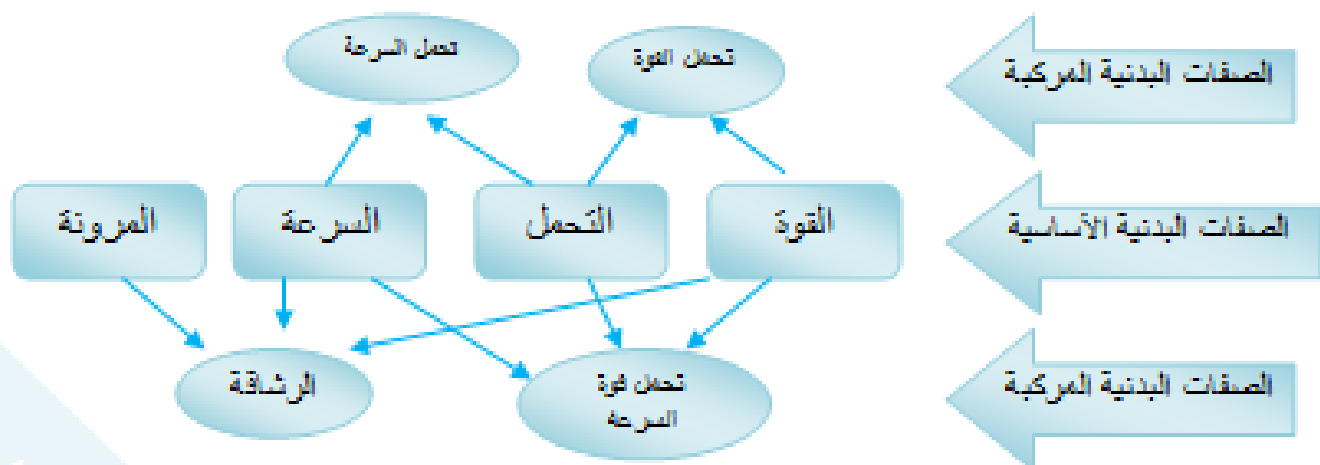 الصفات البدنية المركبة
تحمل القوة
تحمل السرعة
الصفات البدنية الأساسية
القوة
التحمل
السرعة
المرونة
الصفات البدنية المركبة
تحمل قوة
السرعة
الرشاقة